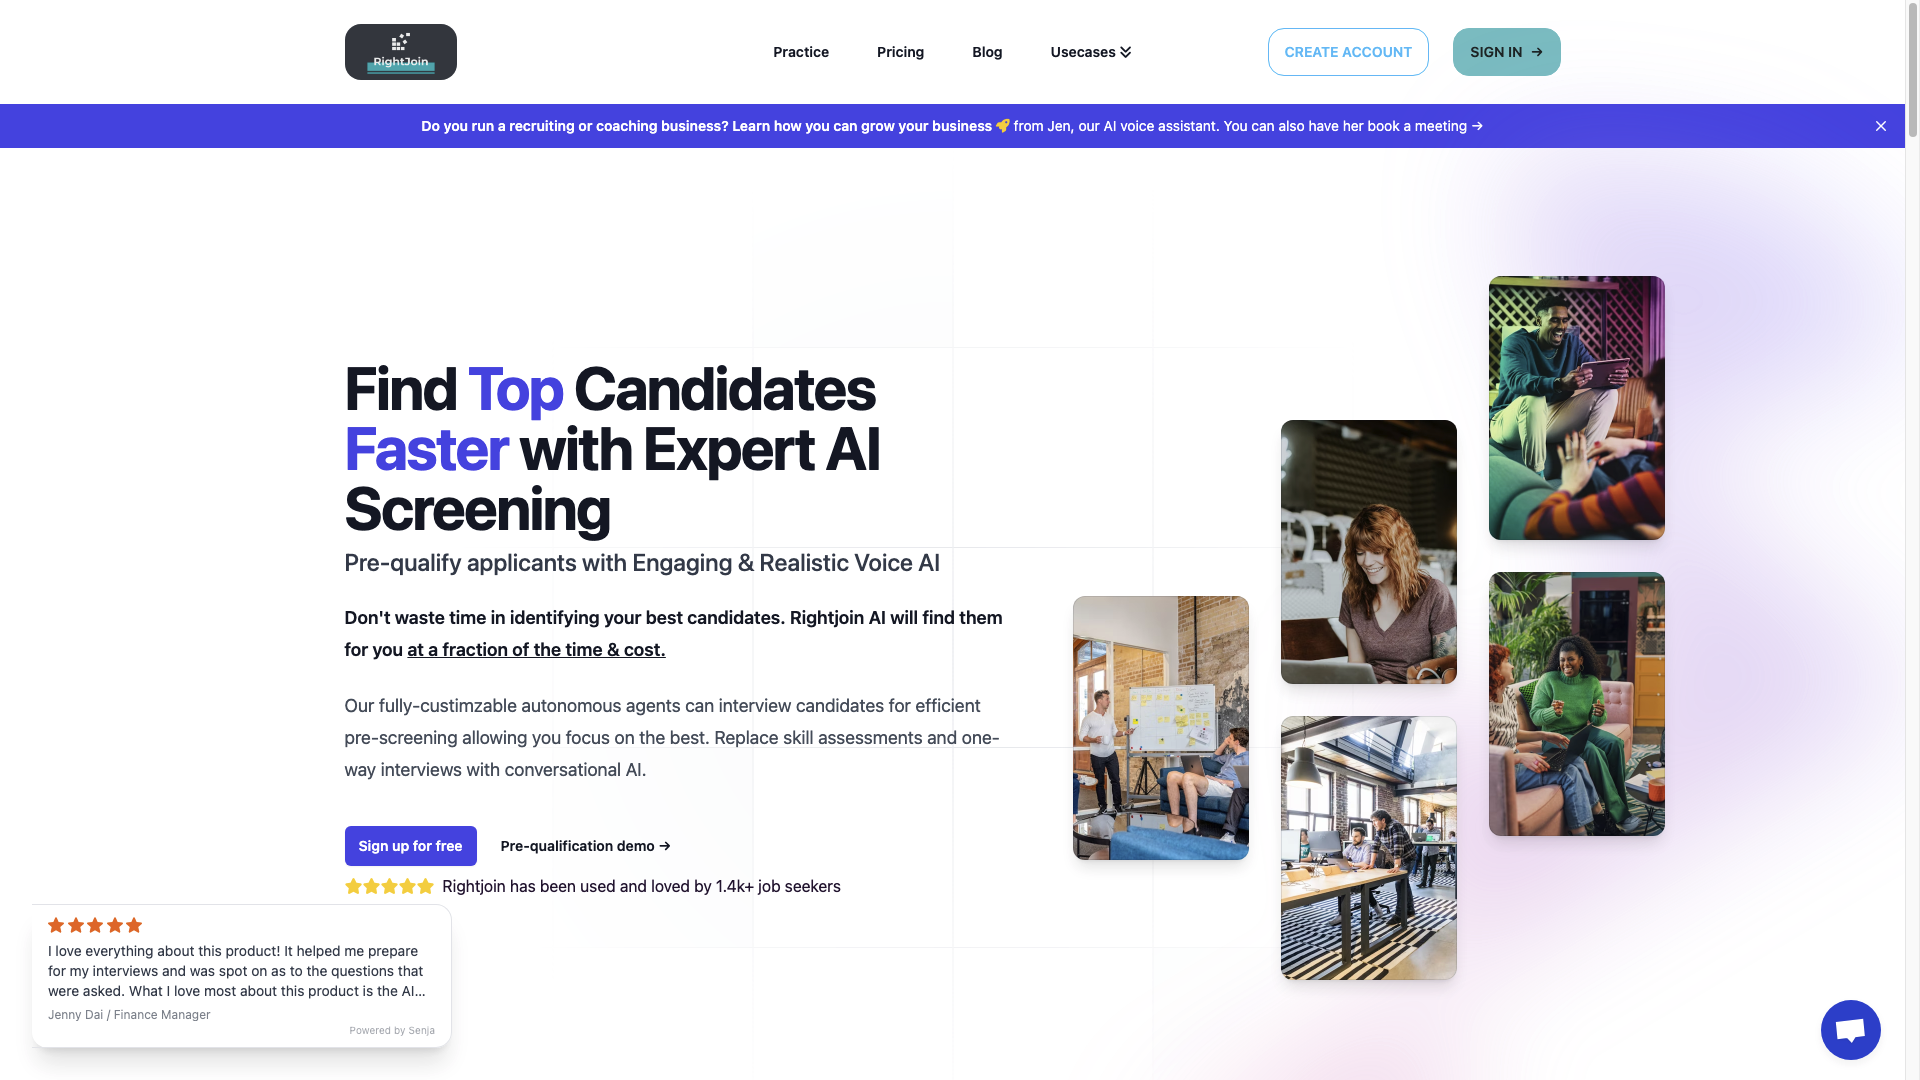 RightJoin
Practice
Pricing
Blog
Usecases
CREATE ACCOUNT
SIGN IN →
Do you run a recruiting or coaching business? Learn how you can grow your business 🚀 from Jen, our AI voice assistant. You can also have her book a meeting →
Find Top Candidates
Faster with Expert AI
Screening
Pre-qualify applicants with Engaging & Realistic Voice AI
Don't waste time in identifying your best candidates. Rightjoin AI will find them
for you at a fraction of the time & cost.
Our fully-custimzable autonomous agents can interview candidates for efficient
pre-screening allowing you focus on the best. Replace skill assessments and one-
way interviews with conversational AI.
Sign up for free
Pre-qualification demo →
Rightjoin has been used and loved by 1.4k+ job seekers
I love everything about this product! It helped me prepare
for my interviews and was spot on as to the questions that
were asked. What I love most about this product is the AI...
Jenny Dai / Finance Manager
Powered by Senja